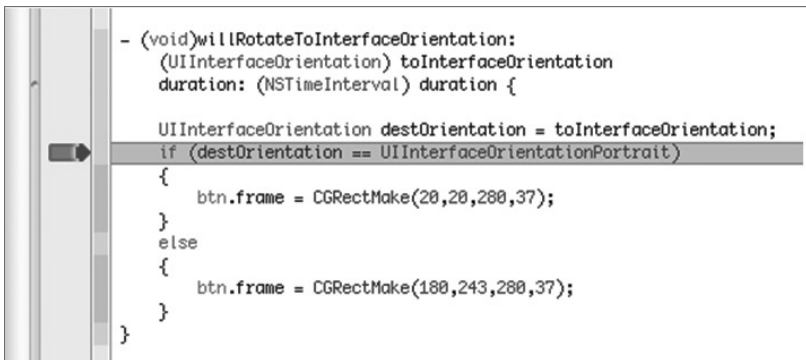 - (void)willRotateToInterfaceOrientation:
(UIInterfaceOrientation) toInterfaceOrientation
duration: (NSTimeInterval) duration {
UIInterfaceOrientation destOrientation = toInterfaceOrientation;
if (destOrientation == UIInterfaceOrientationPortrait)
{
btn.frame = CGRectMake(20,20,280,37);
}
else
{
btn.frame = CGRectMake(180,243,280,37);
}
}